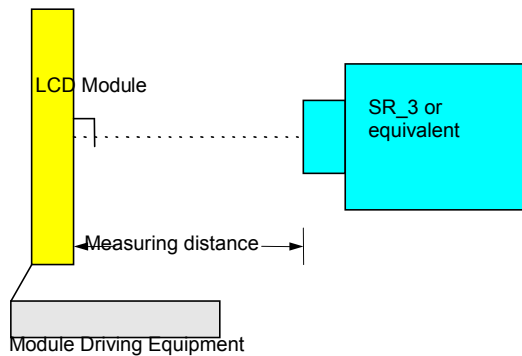 LCD Module
SR_3 or
equivalent
Measuring distance
Module Driving Equipment